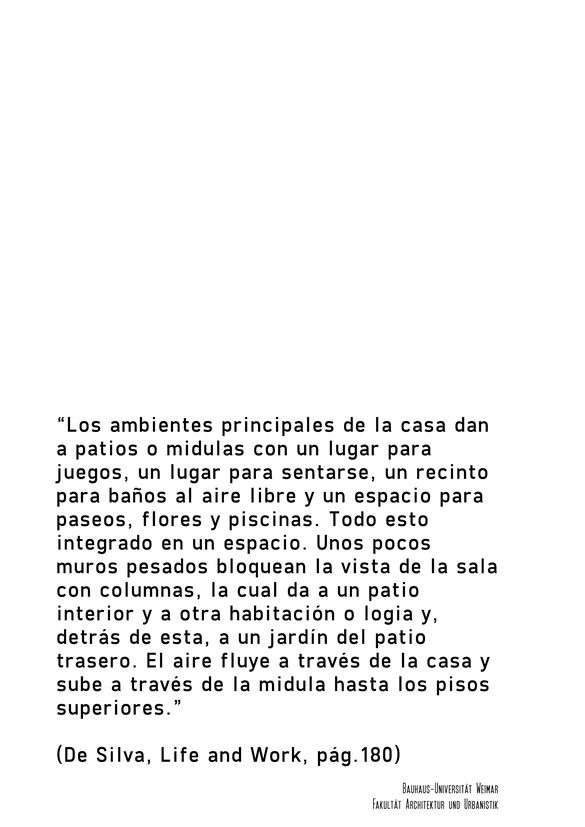 “Los ambientes principales de la casa dan
a patios o midulas con un lugar para
juegos, un lugar para sentarse, un recinto
para baños al aire libre y un espacio para
paseos, flores y piscinas. Todo esto
integrado en un espacio. Unos pocos
muros pesados bloquean la vista de la sala
con columnas, la cual da a un patio
interior y a otra habitación o logia y,
detrás de esta, a un jardín del patio
trasero. El aire fluye a través de la casa y
sube a través de la midula hasta los pisos
superiores.”
(De Silva, Life and Work, pág.180)
Bauhaus-Universität Weimar
Fakultät Architektur und Urbanistik